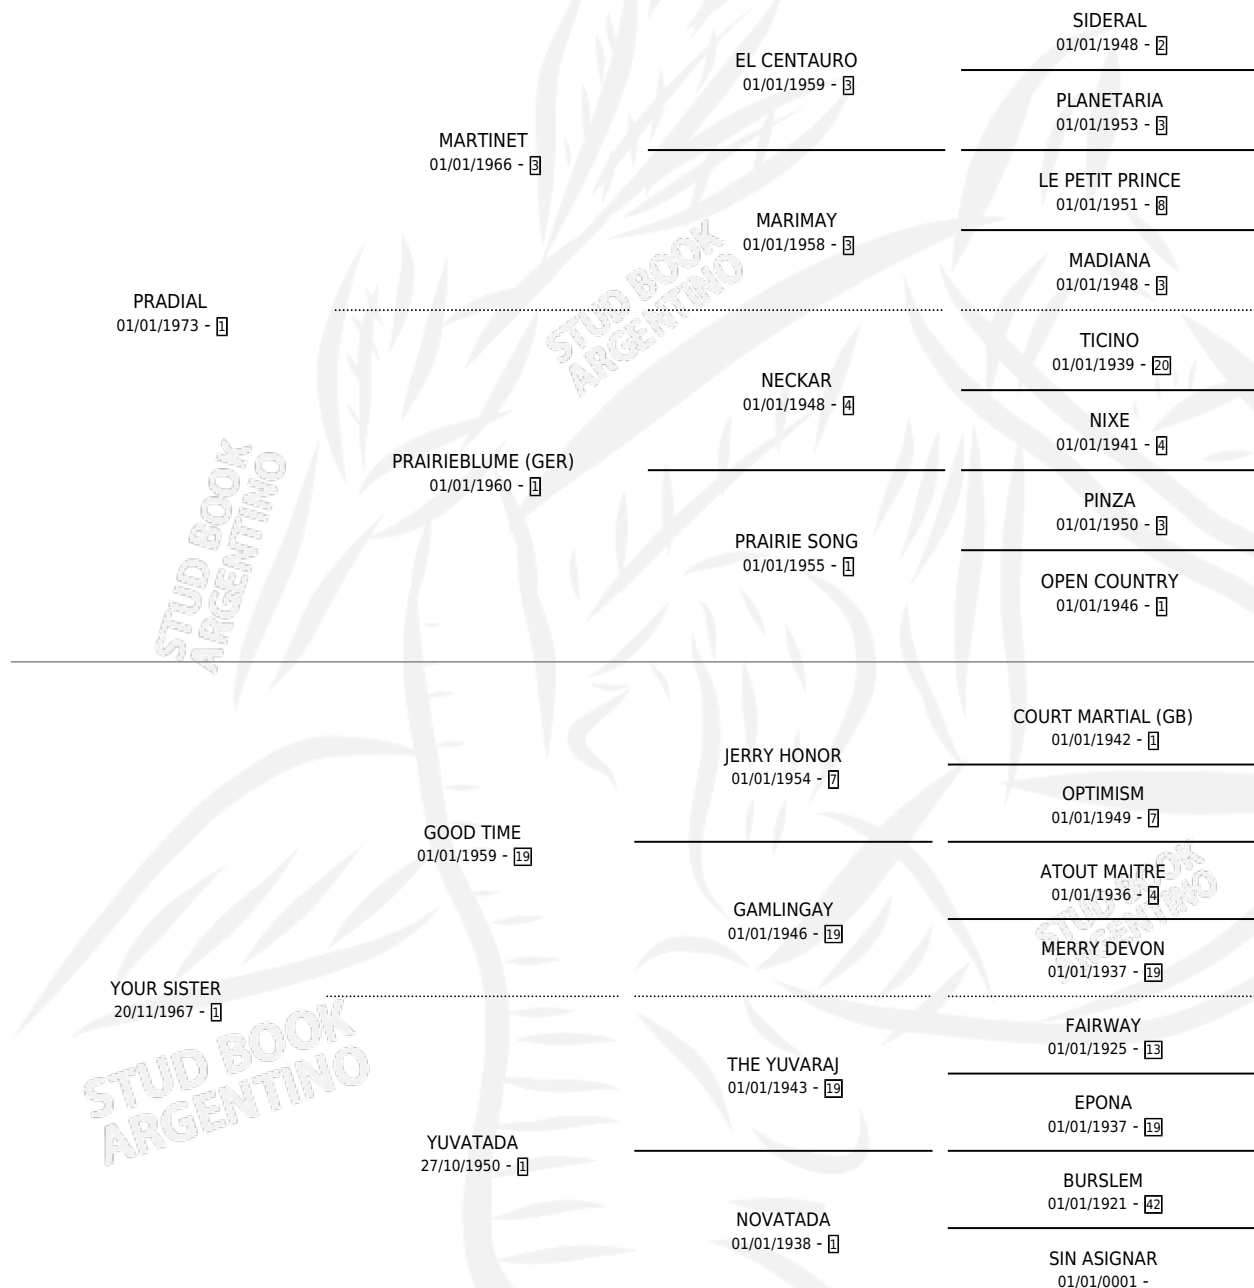 SIDERAL
01/01/1948 - 2
EL CENTAURO
01/01/1959 - 3
PLANETARIA
01/01/1953 - 3
MARTINET
01/01/1966 - 3
LE PETIT PRINCE
01/01/1951 - 8
MARIMAY
01/01/1958 - 3
MADIANA
01/01/1948 - 3
PRADIAL
01/01/1973 - 1
TICINO
01/01/1939 - 20
NECKAR
01/01/1948 - 4
NIXE
01/01/1941 - 4
PRAIRIEBLUME (GER)
01/01/1960 - 1
PINZA
01/01/1950 - 3
PRAIRIE SONG
01/01/1955 - 1
OPEN COUNTRY
01/01/1946 - 1
COURT MARTIAL (GB)
01/01/1942 - 1
JERRY HONOR
01/01/1954 - 7
OPTIMISM
01/01/1949 - 7
GOOD TIME
01/01/1959 - 19
ATOUT MAITRE
01/01/1936 - 4
GAMLINGAY
01/01/1946 - 19
MERRY DEVON
01/01/1937 - 19
YOUR SISTER
20/11/1967 - 1
FAIRWAY
01/01/1925 - 13
THE YUVARAJ
01/01/1943 - 19
EPONA
01/01/1937 - 19
YUVATADA
27/10/1950 - 1
BURSLEM
01/01/1921 - 42
NOVATADA
01/01/1938 - 1
SIN ASIGNAR
01/01/0001 -
STUD BOOK
ARGENTINO
STUD BOOK
ARGENTINO
STUD BOOK
ARGENTINO
STUD BOOK
ARGENTINO